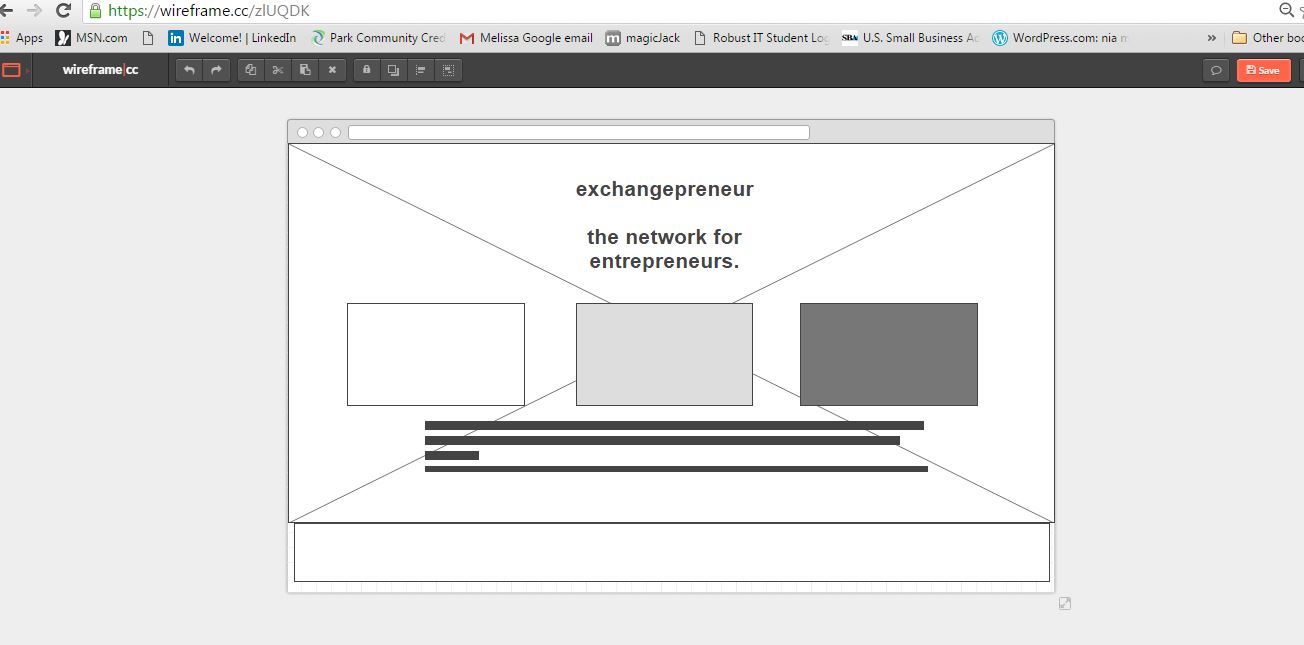 https://wireframe.cc/zlUQDK
Apps MSN.com Welcome! | LinkedIn Park Community Cred Melissa Google email magicJack Robust IT Student Log SBA U.S. Small Business Ac WordPress.com: nia m » Other boo
wireframe|cc Save
exchangepreneur
the network for
entrepreneurs.